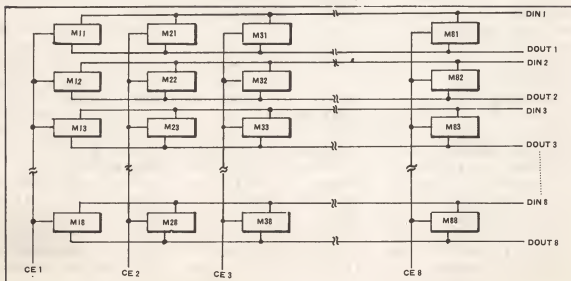 DIN 1
M11 M21 M31 M81
DOUT 1
DIN 2
M12 M22 M32 M82
DOUT 2
DIN 3
M13 M23 M33 M83
DOUT 3
DIN 8
M18 M28 M38 M88
DOUT 8
CE 1 CE 2 CE 3 CE 8